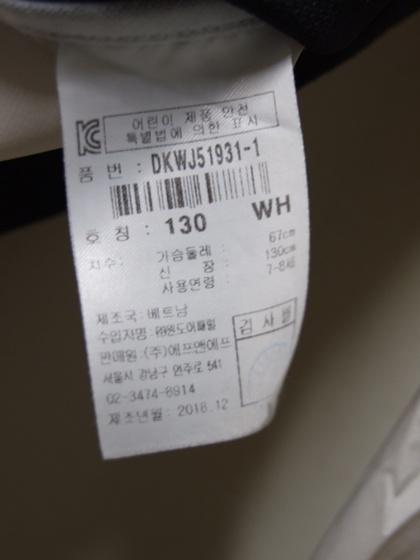 KC 어린이 제품 안전
특별법에 의한 표시
품 번 : DKWJ51931-1
호 칭 : 130 WH
치수: 가슴둘레 : 67cm
신 장 : 130cm
사용연령 : 7-8세
제조국:베트남
수입자명:
판매원:(주)에프앤에프
서울시 강남구 언주로 541
02-3474-8914
제조년월: 2018.12
검 사 필